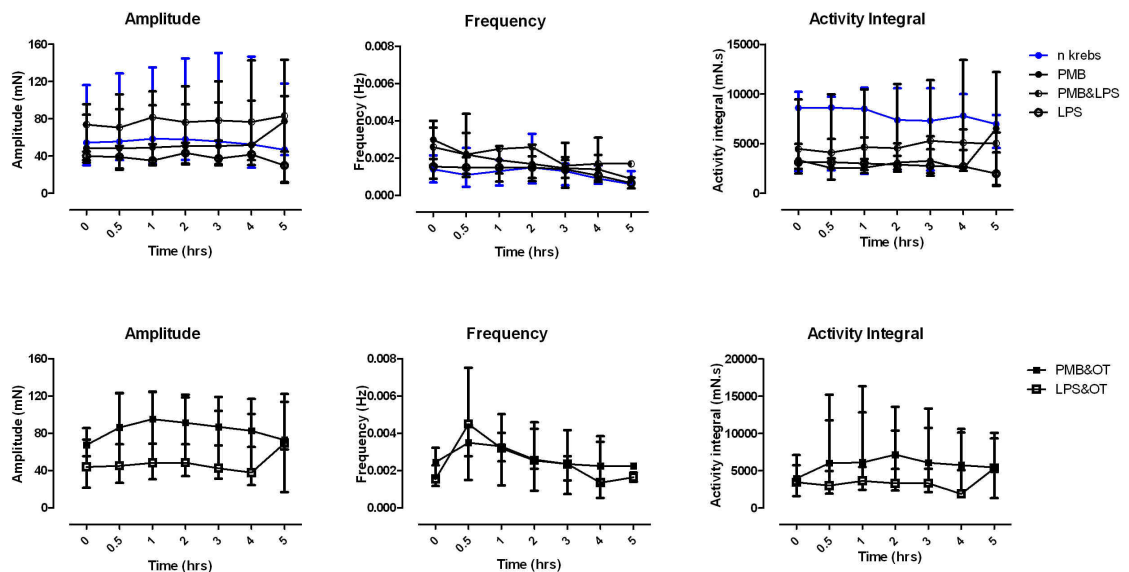 Amplitude
Frequency
Activity Integral
Amplitude (mN)
160
120
80
40
0
0
0.5
1
2
3
4
5
Time (hrs)
Frequency (Hz)
0.008
0.006
0.004
0.002
0.000
0
0.5
1
2
3
4
5
Time (hrs)
Activity integral (mN.s)
15000
10000
5000
0
0
0.5
1
2
3
4
5
Time (hrs)
n krebs
PMB
PMB&LPS
LPS
Amplitude
Frequency
Activity Integral
Amplitude (mN)
160
120
80
40
0
0
0.5
1
2
3
4
5
Time (hrs)
Frequency (Hz)
0.008
0.006
0.004
0.002
0.000
0
0.5
1
2
3
4
5
Time (hrs)
Activity integral (mN.s)
20000
15000
10000
5000
0
0
0.5
1
2
3
4
5
Time (hrs)
PMB&OT
LPS&OT